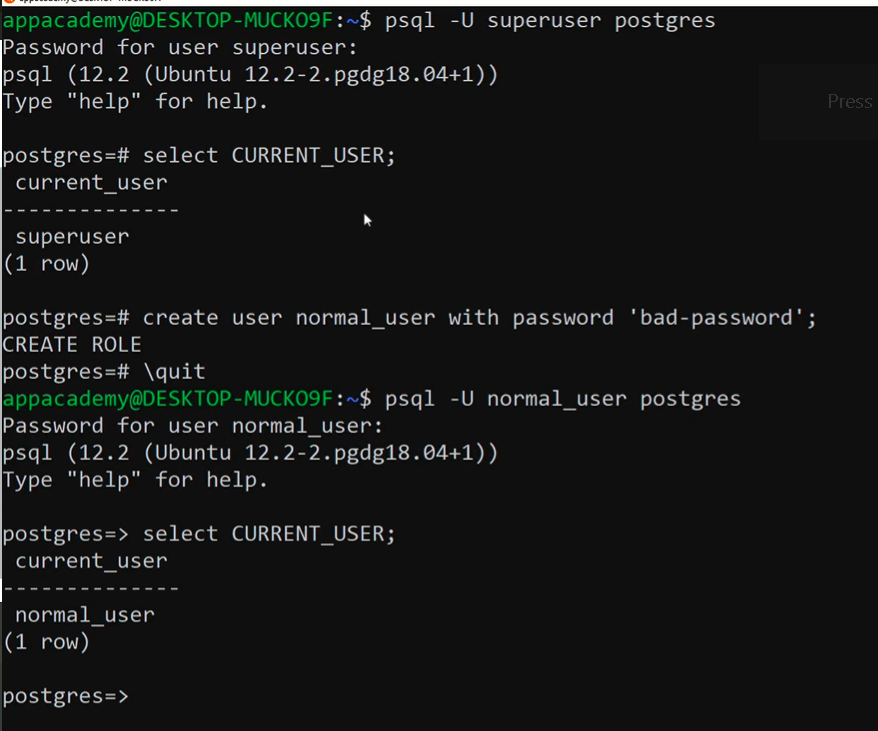 appacademy@DESKTOP-MUCKO9F:~$ psql -U superuser postgres
Password for user superuser:
psql (12.2 (Ubuntu 12.2-2.pgdg18.04+1))
Type "help" for help.
Press
postgres=# select CURRENT_USER;
current_user
--------------
superuser
(1 row)
postgres=# create user normal_user with password 'bad-password';
CREATE ROLE
postgres=# \quit
appacademy@DESKTOP-MUCKO9F:~$ psql -U normal_user postgres
Password for user normal_user:
psql (12.2 (Ubuntu 12.2-2.pgdg18.04+1))
Type "help" for help.
postgres=> select CURRENT_USER;
current_user
--------------
normal_user
(1 row)
postgres=>